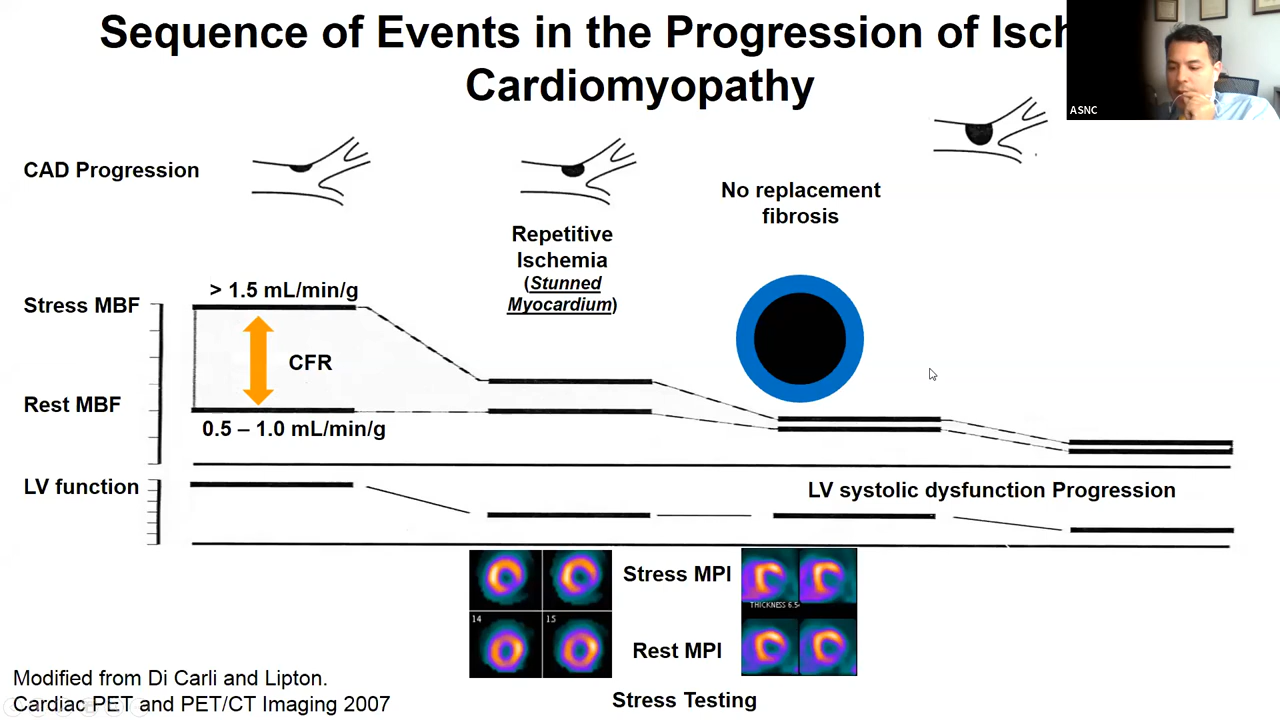 Sequence of Events in the Progression of Isch
Cardiomyopathy
ASNC
CAD Progression
No replacement
fibrosis
Repetitive
Ischemia
(Stunned
Myocardium)
> 1.5 mL/min/g
Stress MBF
CFR
Rest MBF
0.5 – 1.0 mL/min/g
LV function
LV systolic dysfunction Progression
Stress MPI
THICKNESS 6.5
14
15
Rest MPI
Modified from Di Carli and Lipton.
Cardiac PET and PET/CT Imaging 2007
Stress Testing